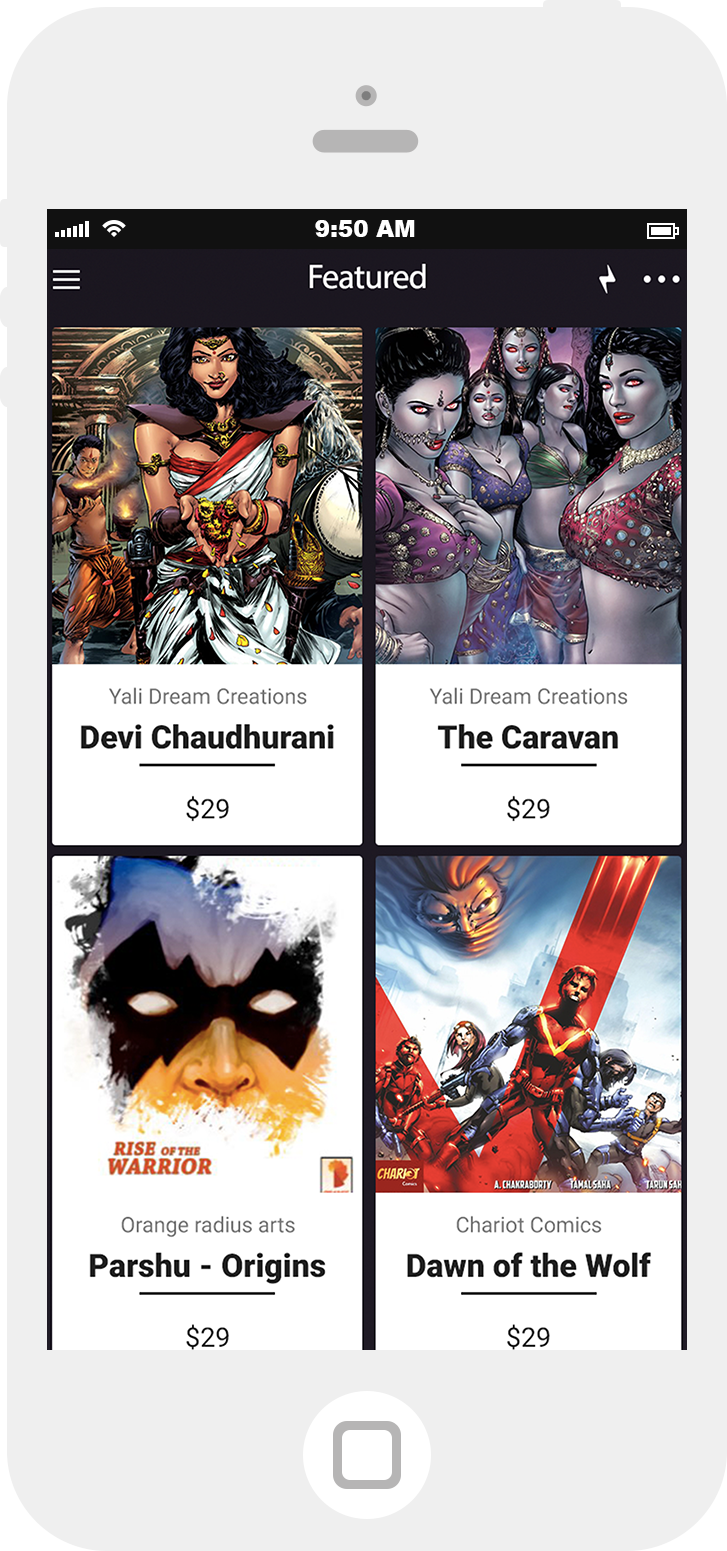 9:50 AM
Featured
Yali Dream Creations
Devi Chaudhurani
$29
Yali Dream Creations
The Caravan
$29
RISE OF THE
WARRIOR
Orange radius arts
Parshu - Origins
$29
CHARIOT
Comics
A. CHAKRABORTY TAMAL SAHA TARUN SAH
Chariot Comics
Dawn of the Wolf
$29